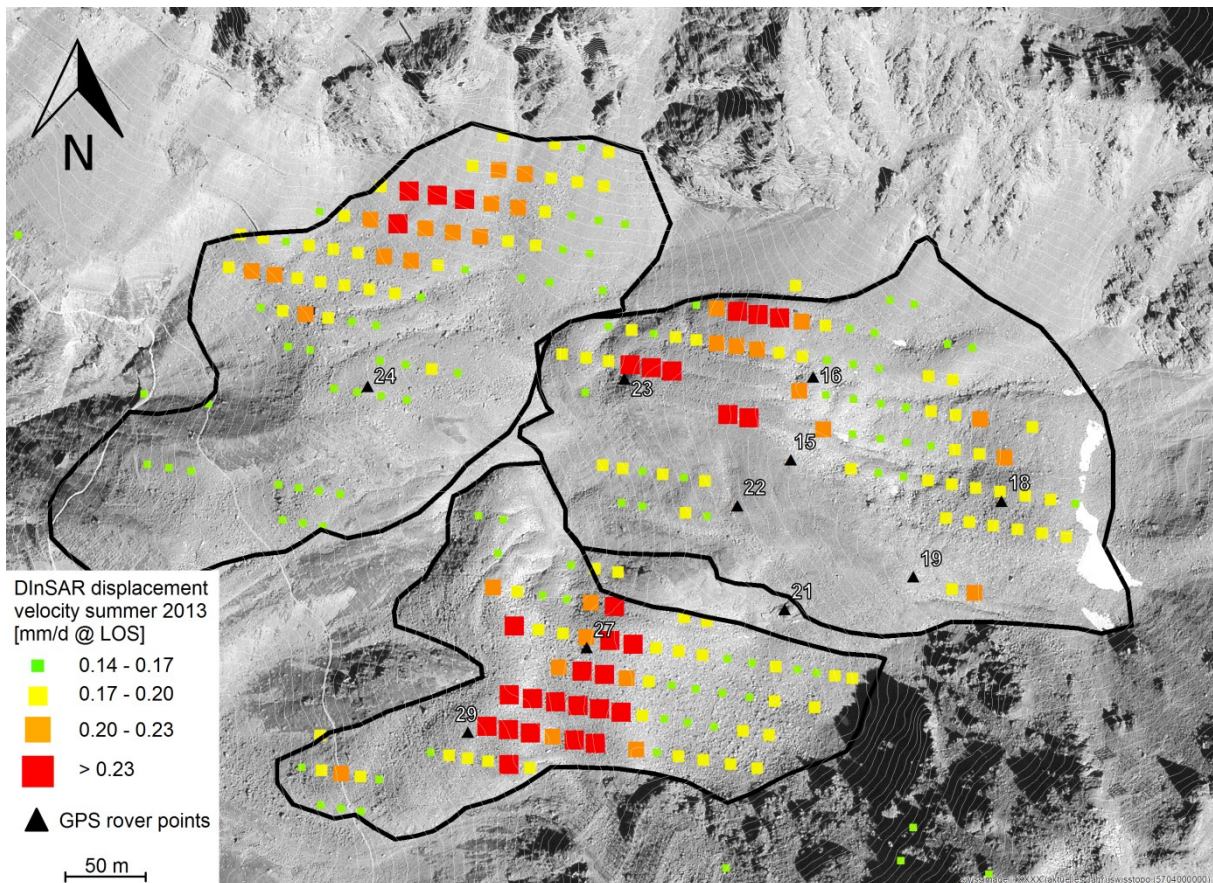 N
24
23
16
15
22
18
19
21
27
29
DInSAR displacement
velocity summer 2013
[mm/d @ LOS]
0.14 - 0.17
0.17 - 0.20
0.20 - 0.23
> 0.23
GPS rover points
50 m